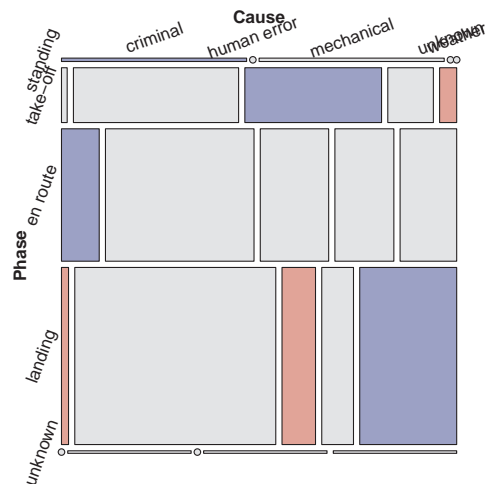 Cause
criminal
human error
mechanical
unknown
weather
Phase
standing
take−off
en route
landing
unknown